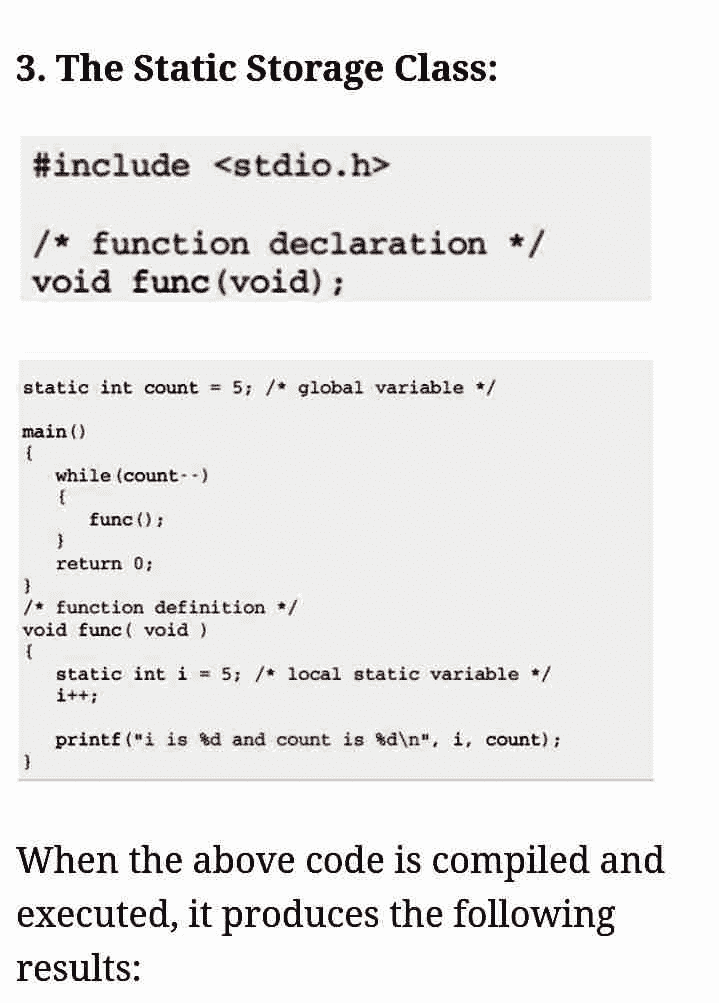 3. The Static Storage Class:
#include <stdio.h>
/* function declaration */
void func(void);
static int count = 5; /* global variable */
main()
{
while(count--)
{
func();
}
return 0;
}
/* function definition */
void func( void )
{
static int i = 5; /* local static variable */
i++;
printf("i is %d and count is %d\n", i, count);
}
When the above code is compiled and
executed, it produces the following
results: